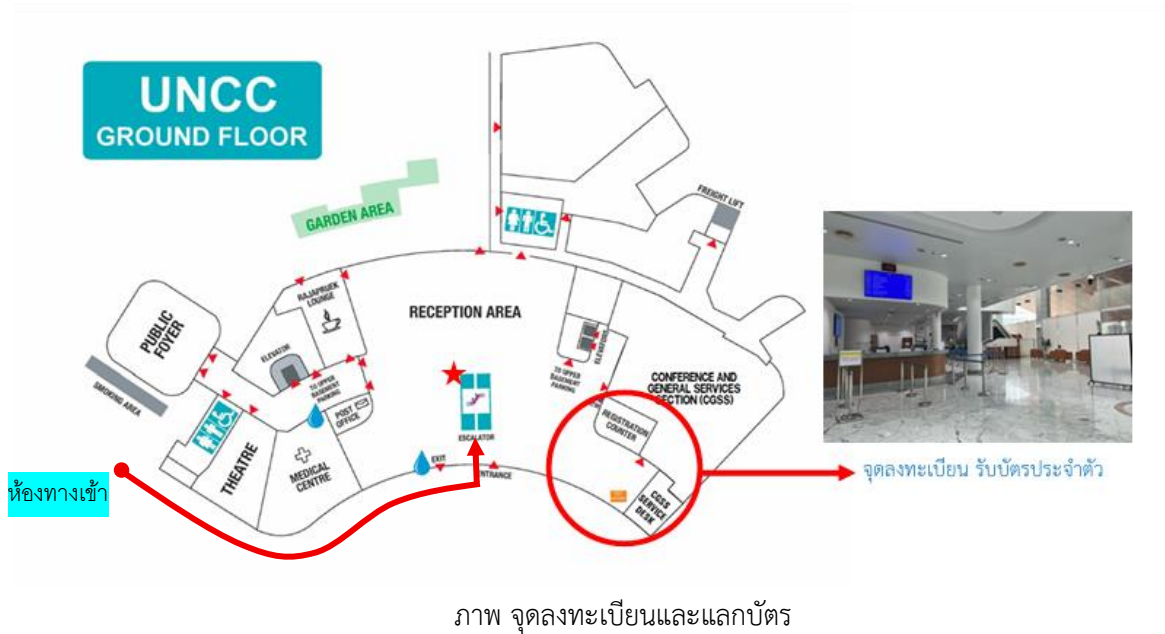 UNCC
GROUND FLOOR
GARDEN AREA
FREIGHT LIFT
RAJAPRUEK
LOUNGE
RECEPTION AREA
PUBLIC
FOYER
ELEVATOR
ELEVATORS
SMOKING AREA
TO UPPER
BASEMENT
PARKING
POST
OFFICE
TO UPPER
BASEMENT
PARKING
CONFERENCE AND
GENERAL SERVICES
SECTION (CGSS)
REGISTRATION
COUNTER
ESCALATOR
THEATRE
MEDICAL
CENTRE
EXIT
ENTRANCE
CGSS
SERVICE
DESK
ห้องทางเข้า
จุดลงทะเบียน รับบัตรประจำตัว
ภาพ จุดลงทะเบียนและแลกบัตร